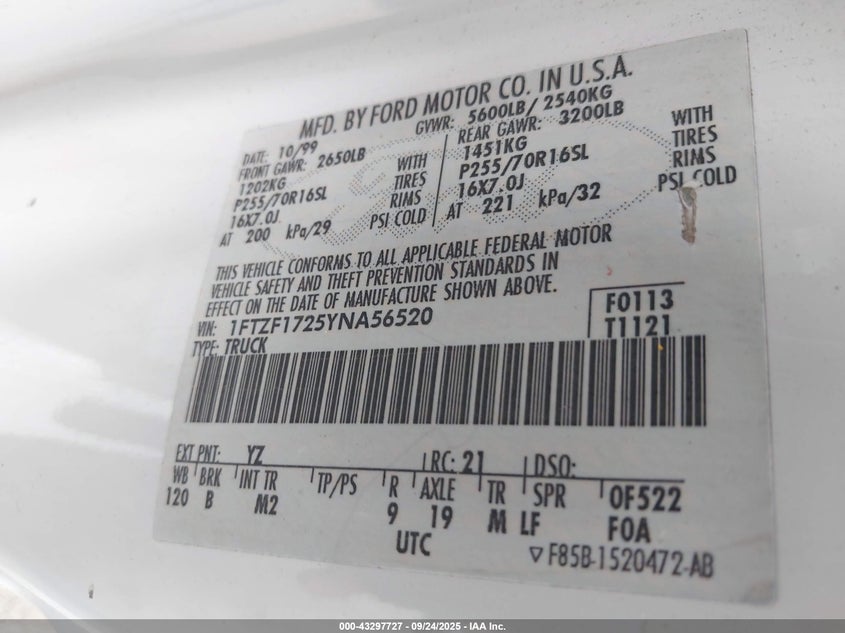 MFD. BY FORD MOTOR CO. IN U.S.A.
DATE: 10/99 GVWR: 5600LB/ 2540KG
FRONT GAWR: 2650LB REAR GAWR: 3200LB
1202KG WITH 1451KG WITH
P255/70R16SL TIRES P255/70R16SL TIRES
16X7.0J RIMS 16X7.0J RIMS
AT 200 kPa/29 PSI COLD AT 221 kPa/32 PSI COLD
THIS VEHICLE CONFORMS TO ALL APPLICABLE FEDERAL MOTOR
VEHICLE SAFETY AND THEFT PREVENTION STANDARDS IN
EFFECT ON THE DATE OF MANUFACTURE SHOWN ABOVE.
VIN: 1FTZF1725YNA56520 F0113
TYPE: TRUCK T1121
EXT PNT: YZ RC: 21 DSO:
WB BRK INT TR TP/PS R AXLE TR SPR 0F522
120 B M2 9 19 M LF F0A
UTC ▽F85B-1520472-AB
000-43297727 - 09/24/2025 - IAA Inc.